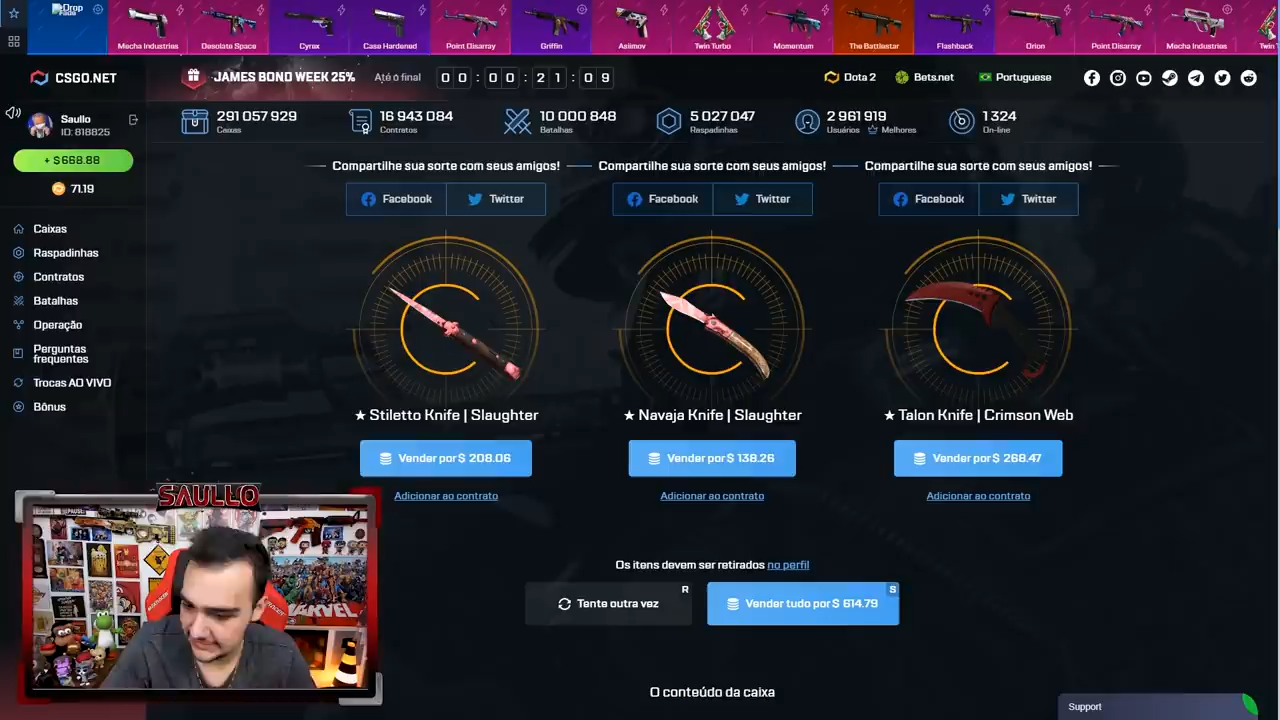 Drop
Fade
Mecha Industries
Desolate Space
Cyrex
Case Hardened
Point Disarray
Griffin
Asiimov
Twin Turbo
Momentum
The Battlestar
Flashback
Orion
Point Disarray
Mecha Industries
CSGO.NET
JAMES BOND WEEK 25%
Até o final
00:00:21:09
Dota 2
Bets.net
Portuguese
Saullo
ID: 818825
+ $668.88
71.19
291 057 929
Caixas
16 943 084
Contratos
10 000 848
Batalhas
5 027 047
Raspadinhas
2 961 919
Usuários Melhores
1 324
On-line
Caixas
Raspadinhas
Contratos
Batalhas
Operação
Perguntas
frequentes
Trocas AO VIVO
Bônus
Compartilhe sua sorte com seus amigos!
Compartilhe sua sorte com seus amigos!
Compartilhe sua sorte com seus amigos!
Facebook
Twitter
Facebook
Twitter
Facebook
Twitter
★ Stiletto Knife | Slaughter
★ Navaja Knife | Slaughter
★ Talon Knife | Crimson Web
Vender por $ 208.06
Vender por $ 138.26
Vender por $ 268.47
Adicionar ao contrato
Adicionar ao contrato
Adicionar ao contrato
Os itens devem ser retirados no perfil
Tente outra vez
R
Vender tudo por $ 614.79
S
O conteúdo da caixa
Support
SAULLO
MARVEL